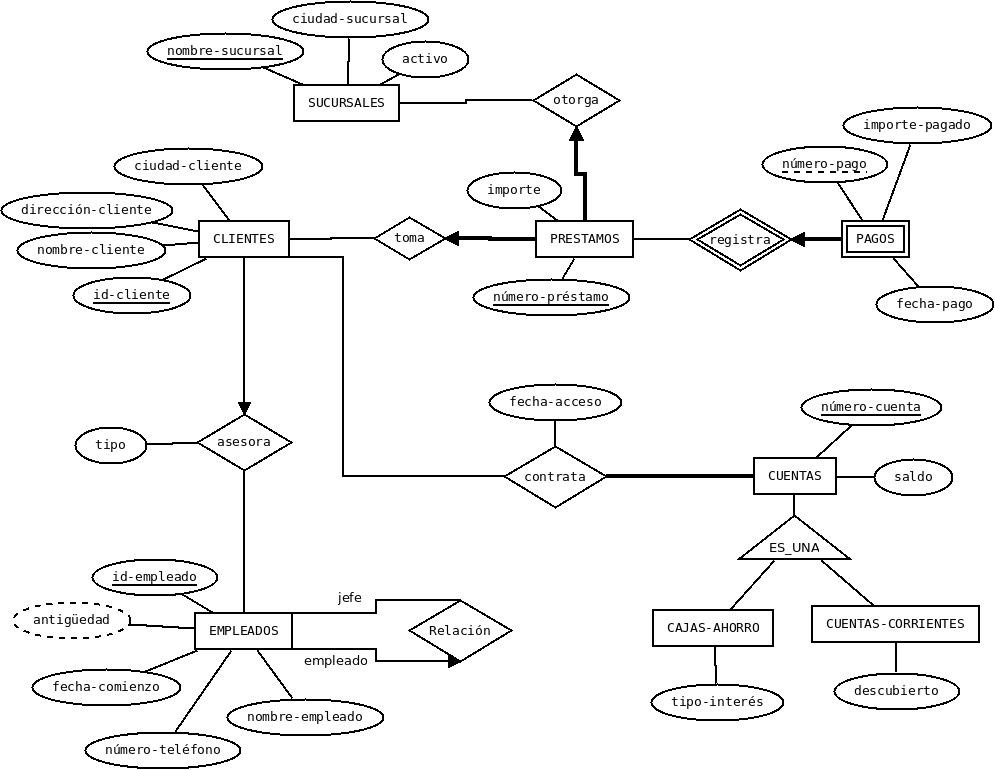 ciudad-sucursal
nombre-sucursal
activo
SUCURSALES
otorga
importe-pagado
número-pago
ciudad-cliente
importe
dirección-cliente
nombre-cliente
CLIENTES
toma
PRESTAMOS
registra
PAGOS
id-cliente
número-préstamo
fecha-pago
fecha-acceso
número-cuenta
tipo
asesora
contrata
CUENTAS
saldo
ES_UNA
id-empleado
jefe
antigüedad
EMPLEADOS
Relación
CAJAS-AHORRO
CUENTAS-CORRIENTES
empleado
fecha-comienzo
nombre-empleado
tipo-interés
descubierto
número-teléfono